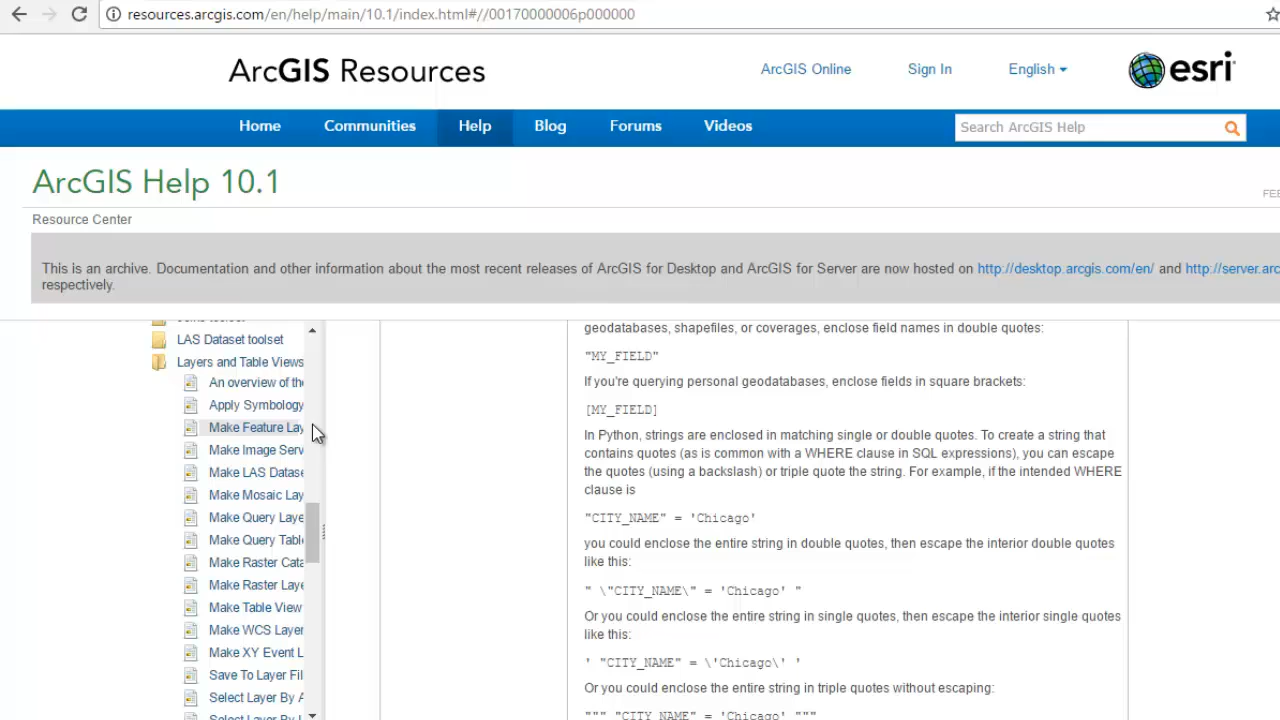 resources.arcgis.com/en/help/main/10.1/index.html#//00170000006p000000
ArcGIS Resources
ArcGIS Online
Sign In
English
esri
Home
Communities
Help
Blog
Forums
Videos
Search ArcGIS Help
ArcGIS Help 10.1
FEE
Resource Center
This is an archive. Documentation and other information about the most recent releases of ArcGIS for Desktop and ArcGIS for Server are now hosted on http://desktop.arcgis.com/en/ and http://server.arc
respectively.
LAS Dataset toolset
Layers and Table Views
An overview of the
Apply Symbology
Make Feature Lay
Make Image Serv
Make LAS Datase
Make Mosaic Lay
Make Query Laye
Make Query Table
Make Raster Cata
Make Raster Laye
Make Table View
Make WCS Layer
Make XY Event L
Save To Layer Fil
Select Layer By A
Select Layer By L
geodatabases, shapefiles, or coverages, enclose field names in double quotes:
"MY_FIELD"
If you're querying personal geodatabases, enclose fields in square brackets:
[MY_FIELD]
In Python, strings are enclosed in matching single or double quotes. To create a string that
contains quotes (as is common with a WHERE clause in SQL expressions), you can escape
the quotes (using a backslash) or triple quote the string. For example, if the intended WHERE
clause is
"CITY_NAME" = 'Chicago'
you could enclose the entire string in double quotes, then escape the interior double quotes
like this:
" \"CITY_NAME\" = 'Chicago' "
Or you could enclose the entire string in single quotes, then escape the interior single quotes
like this:
' "CITY_NAME" = \'Chicago\' '
Or you could enclose the entire string in triple quotes without escaping:
""" "CITY_NAME" = 'Chicago' """